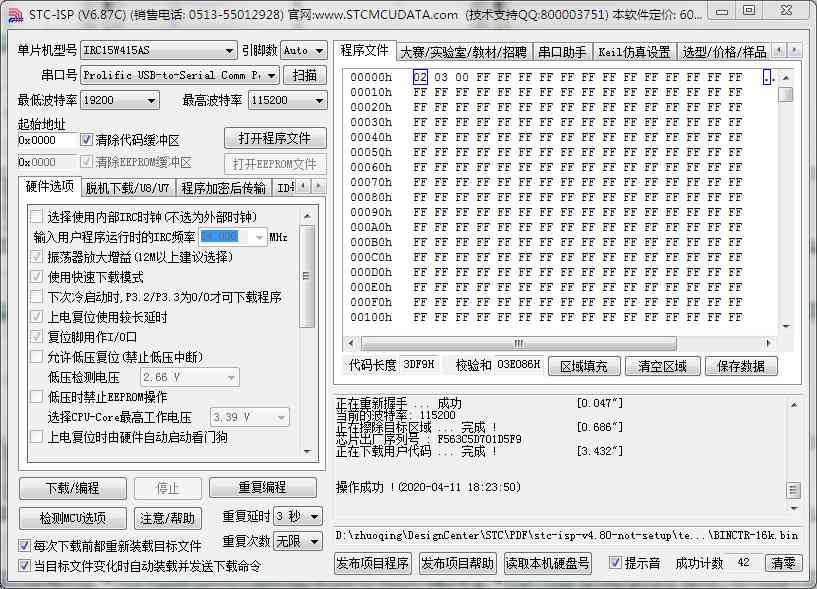 STC-ISP (V6.87C) (销售电话: 0513-55012928) 官网:www.STCMCUDATA.com (技术支持QQ:800003751) 本软件定价: 60...
单片机型号 IRC15W415AS 引脚数 Auto
串口号 Prolific USB-to-Serial Comm P 扫描
最低波特率 19200 最高波特率 115200
起始地址
0x0000 清除代码缓冲区 打开程序文件
0x0000 清除EEPROM缓冲区 打开EEPROM文件
硬件选项 脱机下载/U8/U7 程序加密后传输
选择使用内部IRC时钟(不选为外部时钟)
输入用户程序运行时的IRC频率 24.000 MHz
振荡器放大增益(12M以上建议选择)
使用快速下载模式
下次冷启动时,P3.2/P3.3为0/0才可下载程序
上电复位使用较长延时
复位脚用作I/O口
允许低压复位(禁止低压中断)
低压检测电压 2.66 V
低压时禁止EEPROM操作
选择CPU-Core最高工作电压 3.39 V
上电复位时由硬件自动启动看门狗
下载/编程 停止 重复编程
检测MCU选项 注意/帮助 重复延时 3 秒
每次下载前都重新装载目标文件 重复次数 无限
当目标文件变化时自动装载并发送下载命令
程序文件 大赛/实验室/教材/招聘 串口助手 Keil仿真设置 选型/价格/样品
00000h 02 03 00 FF FF FF FF FF FF FF FF FF FF FF FF FF ..
00010h FF FF FF FF FF FF FF FF FF FF FF FF FF FF FF FF
00020h FF FF FF FF FF FF FF FF FF FF FF FF FF FF FF FF
00030h FF FF FF FF FF FF FF FF FF FF FF FF FF FF FF FF
00040h FF FF FF FF FF FF FF FF FF FF FF FF FF FF FF FF
00050h FF FF FF FF FF FF FF FF FF FF FF FF FF FF FF FF
00060h FF FF FF FF FF FF FF FF FF FF FF FF FF FF FF FF
00070h FF FF FF FF FF FF FF FF FF FF FF FF FF FF FF FF
00080h FF FF FF FF FF FF FF FF FF FF FF FF FF FF FF FF
00090h FF FF FF FF FF FF FF FF FF FF FF FF FF FF FF FF
000A0h FF FF FF FF FF FF FF FF FF FF FF FF FF FF FF FF
000B0h FF FF FF FF FF FF FF FF FF FF FF FF FF FF FF FF
000C0h FF FF FF FF FF FF FF FF FF FF FF FF FF FF FF FF
000D0h FF FF FF FF FF FF FF FF FF FF FF FF FF FF FF FF
000E0h FF FF FF FF FF FF FF FF FF FF FF FF FF FF FF FF
000F0h FF FF FF FF FF FF FF FF FF FF FF FF FF FF FF FF
00100h FF FF FF FF FF FF FF FF FF FF FF FF FF FF FF FF
代码长度 3DF9H 校验和 03E086H 区域填充 清空区域 保存数据
正在重新握手 ... 成功 [0.047"]
当前的波特率: 115200
正在擦除目标区域 ... 完成 ! [0.686"]
芯片出厂序列号 : F563C5D701D5F9
正在下载用户代码 ... 完成 ! [3.432"]
操作成功 !(2020-04-11 18:23:50)
D:\zhuoqing\DesignCenter\STC\PDF\stc-isp-v4.80-not-setup\te...\BINCTR-16k.bin
发布项目程序 发布项目帮助 读取本机硬盘号 提示音 成功计数 42 清零